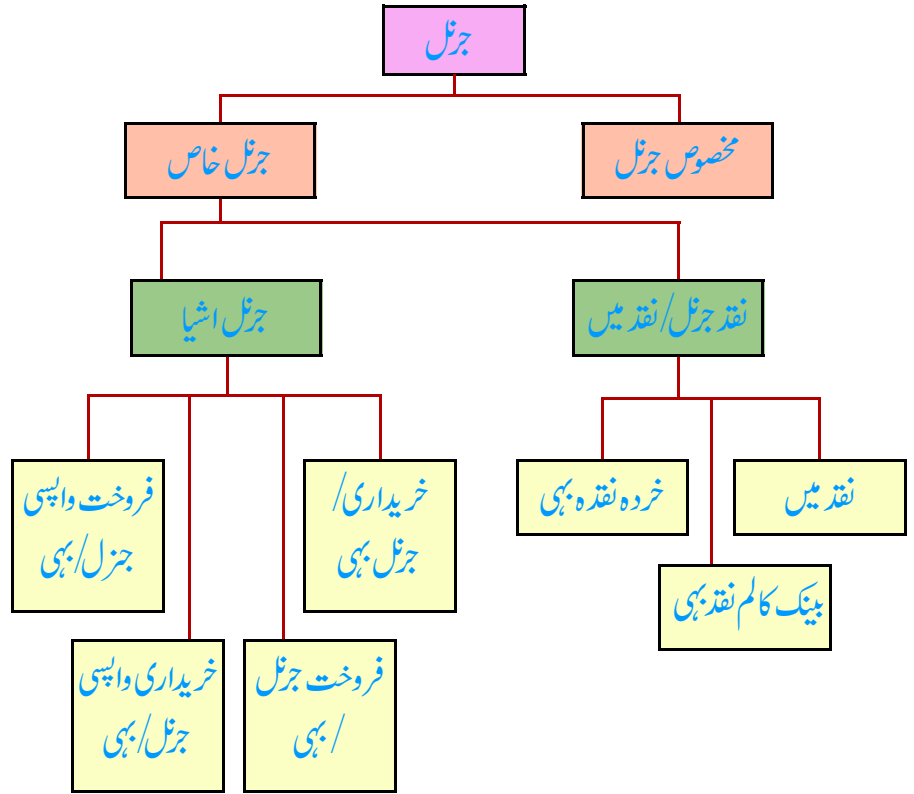 جرنل
مخصوص جرنل
جرنل خاص
نقد جرنل/نقد میں
جرنل اشیا
نقد میں
خردہ نقدہ بہی
خریداری/
جرنل بہی
فروخت واپسی
جنرل/بہی
بینک کالم نقد بہی
فروخت جرنل
/بہی
خریداری واپسی
جرنل/بہی